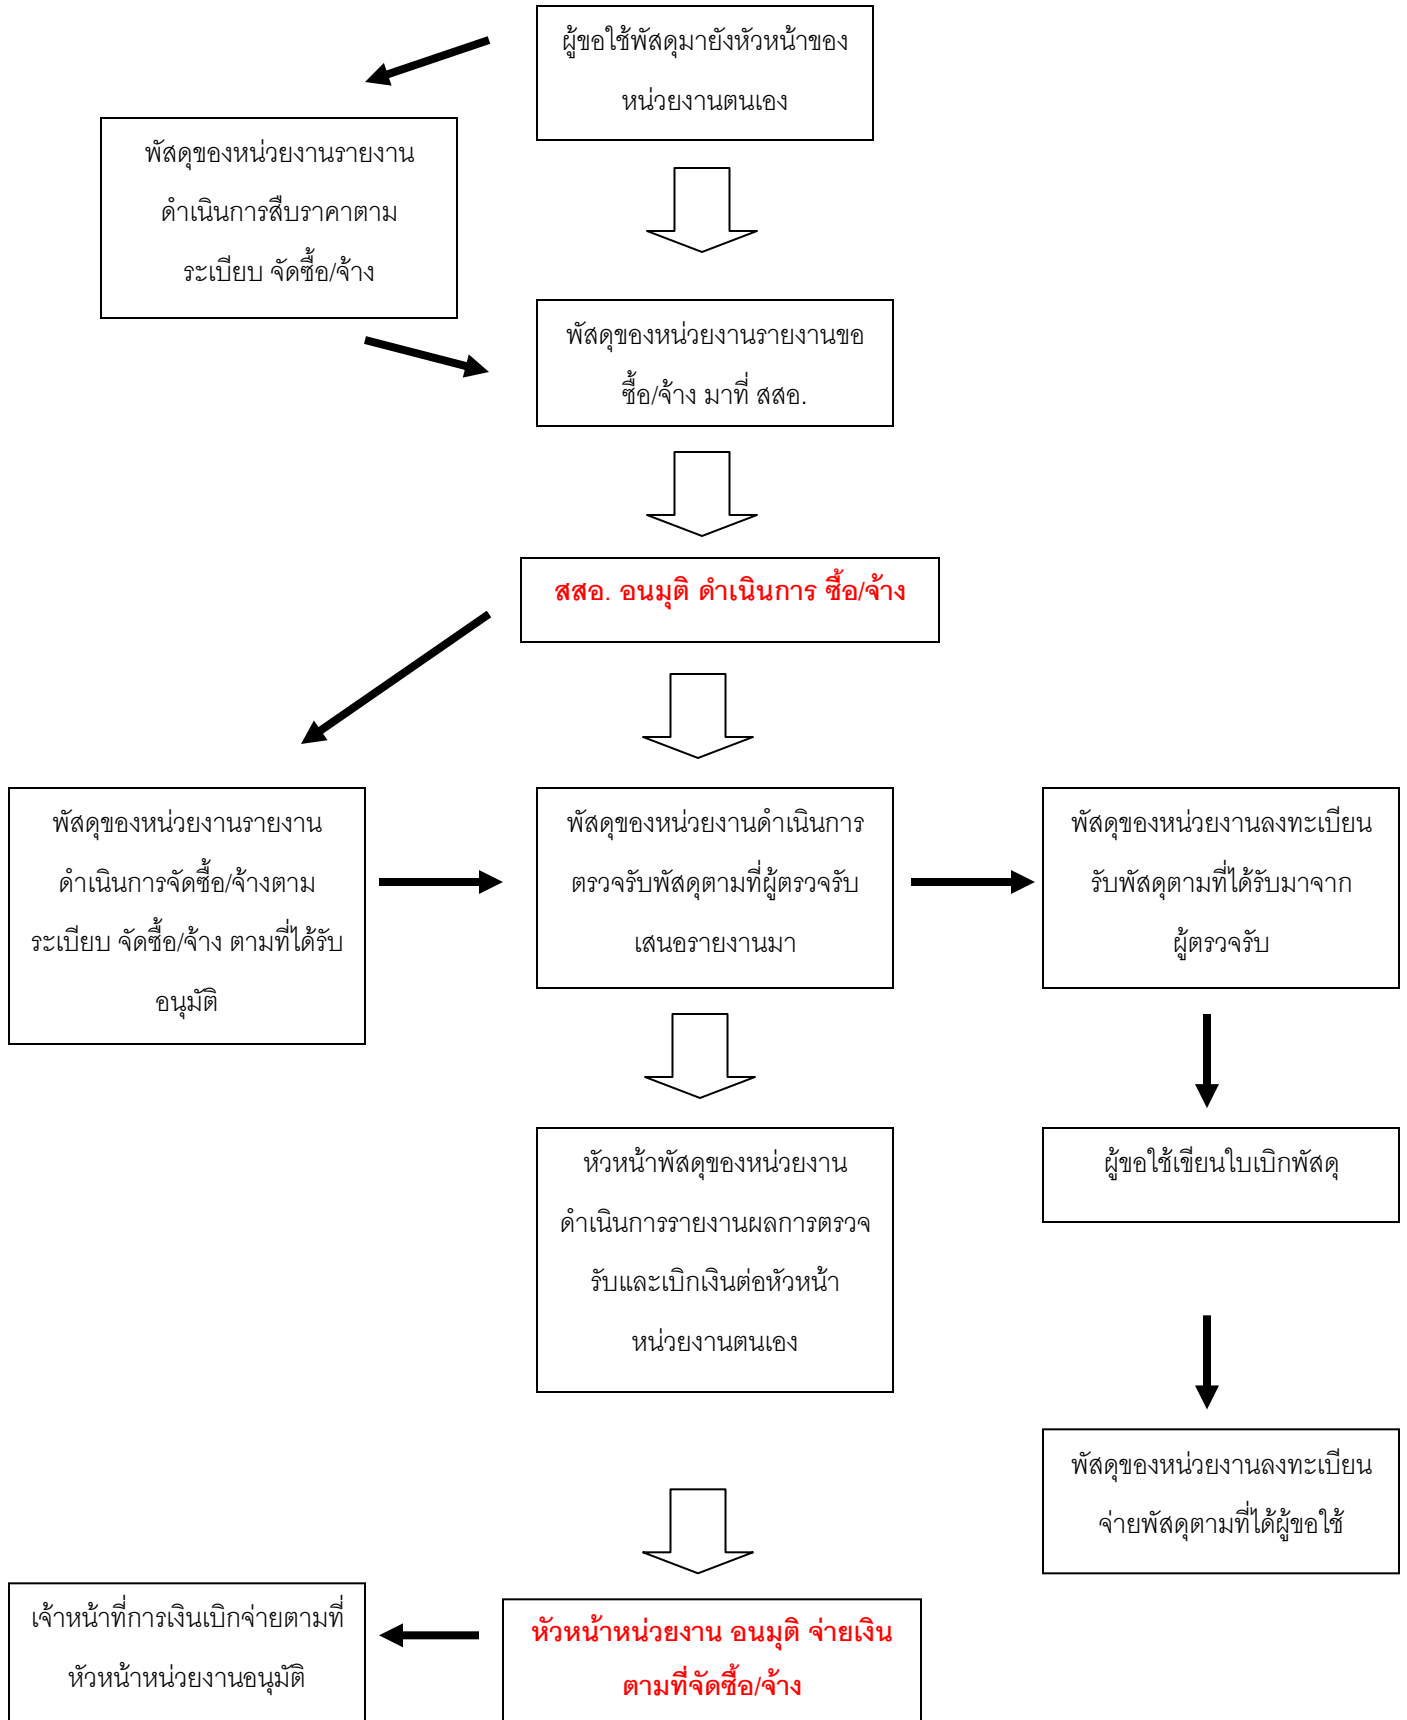 ผู้ขอใช้พัสดุมายังหัวหน้าของ
หน่วยงานตนเอง
พัสดุของหน่วยงานรายงาน
ดำเนินการสืบราคาตาม
ระเบียบ จัดซื้อ/จ้าง
พัสดุของหน่วยงานรายงานขอ
ซื้อ/จ้าง มาที่ สสอ.
สสอ. อนมุติ ดำเนินการ ซื้อ/จ้าง
พัสดุของหน่วยงานรายงาน
ดำเนินการจัดซื้อ/จ้างตาม
ระเบียบ จัดซื้อ/จ้าง ตามที่ได้รับ
อนุมัติ
พัสดุของหน่วยงานดำเนินการ
ตรวจรับพัสดุตามที่ผู้ตรวจรับ
เสนอรายงานมา
พัสดุของหน่วยงานลงทะเบียน
รับพัสดุตามที่ได้รับมาจาก
ผู้ตรวจรับ
หัวหน้าพัสดุของหน่วยงาน
ดำเนินการรายงานผลการตรวจ
รับและเบิกเงินต่อหัวหน้า
หน่วยงานตนเอง
ผู้ขอใช้เขียนใบเบิกพัสดุ
พัสดุของหน่วยงานลงทะเบียน
จ่ายพัสดุตามที่ได้ผู้ขอใช้
เจ้าหน้าที่การเงินเบิกจ่ายตามที่
หัวหน้าหน่วยงานอนุมัติ
หัวหน้าหน่วยงาน อนมุติ จ่ายเงิน
ตามที่จัดซื้อ/จ้าง